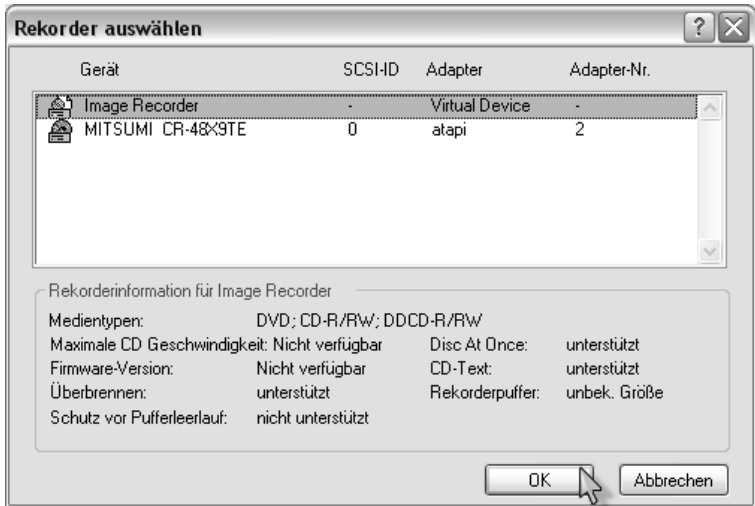 Rekorder auswählen
Gerät SCSI-ID Adapter Adapter-Nr.
Image Recorder - Virtual Device -
MITSUMI CR-48X9TE 0 atapi 2
Rekorderinformation für Image Recorder
Medientypen: DVD; CD-R/RW; DDCD-R/RW
Maximale CD Geschwindigkeit: Nicht verfügbar Disc At Once: unterstützt
Firmware-Version: Nicht verfügbar CD-Text: unterstützt
Überbrennen: unterstützt Rekorderpuffer: unbek. Größe
Schutz vor Pufferleerlauf: nicht unterstützt
OK Abbrechen